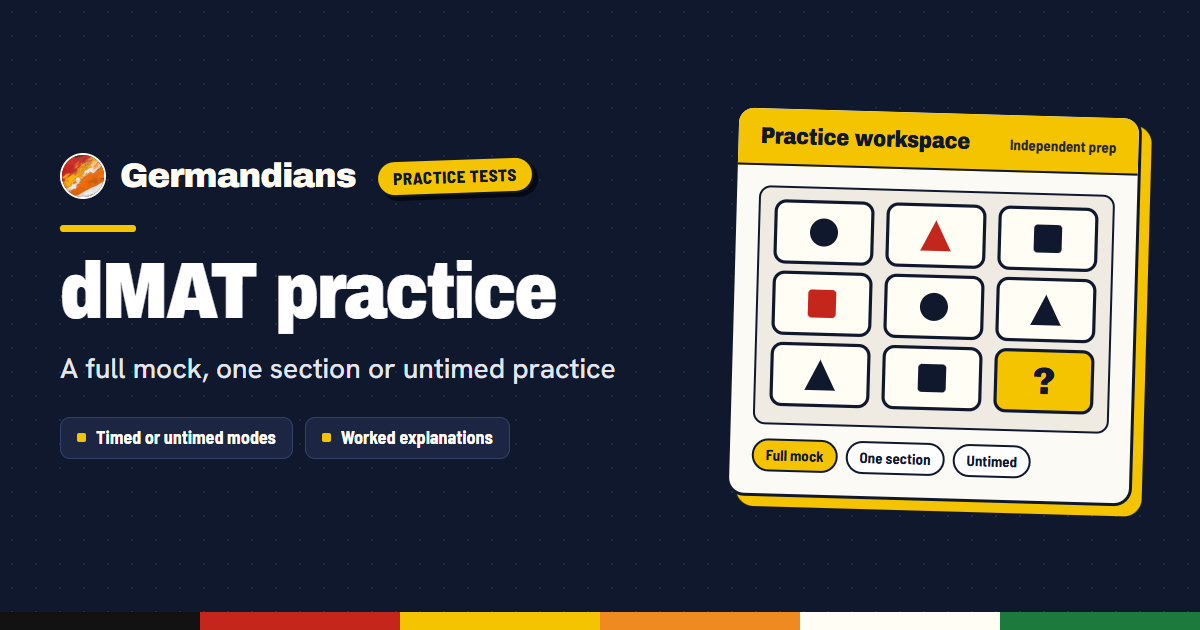 Germandians
PRACTICE TESTS
dMAT practice
A full mock, one section or untimed practice
Timed or untimed modes
Worked explanations
Practice workspace
Independent prep
?
Full mock
One section
Untimed